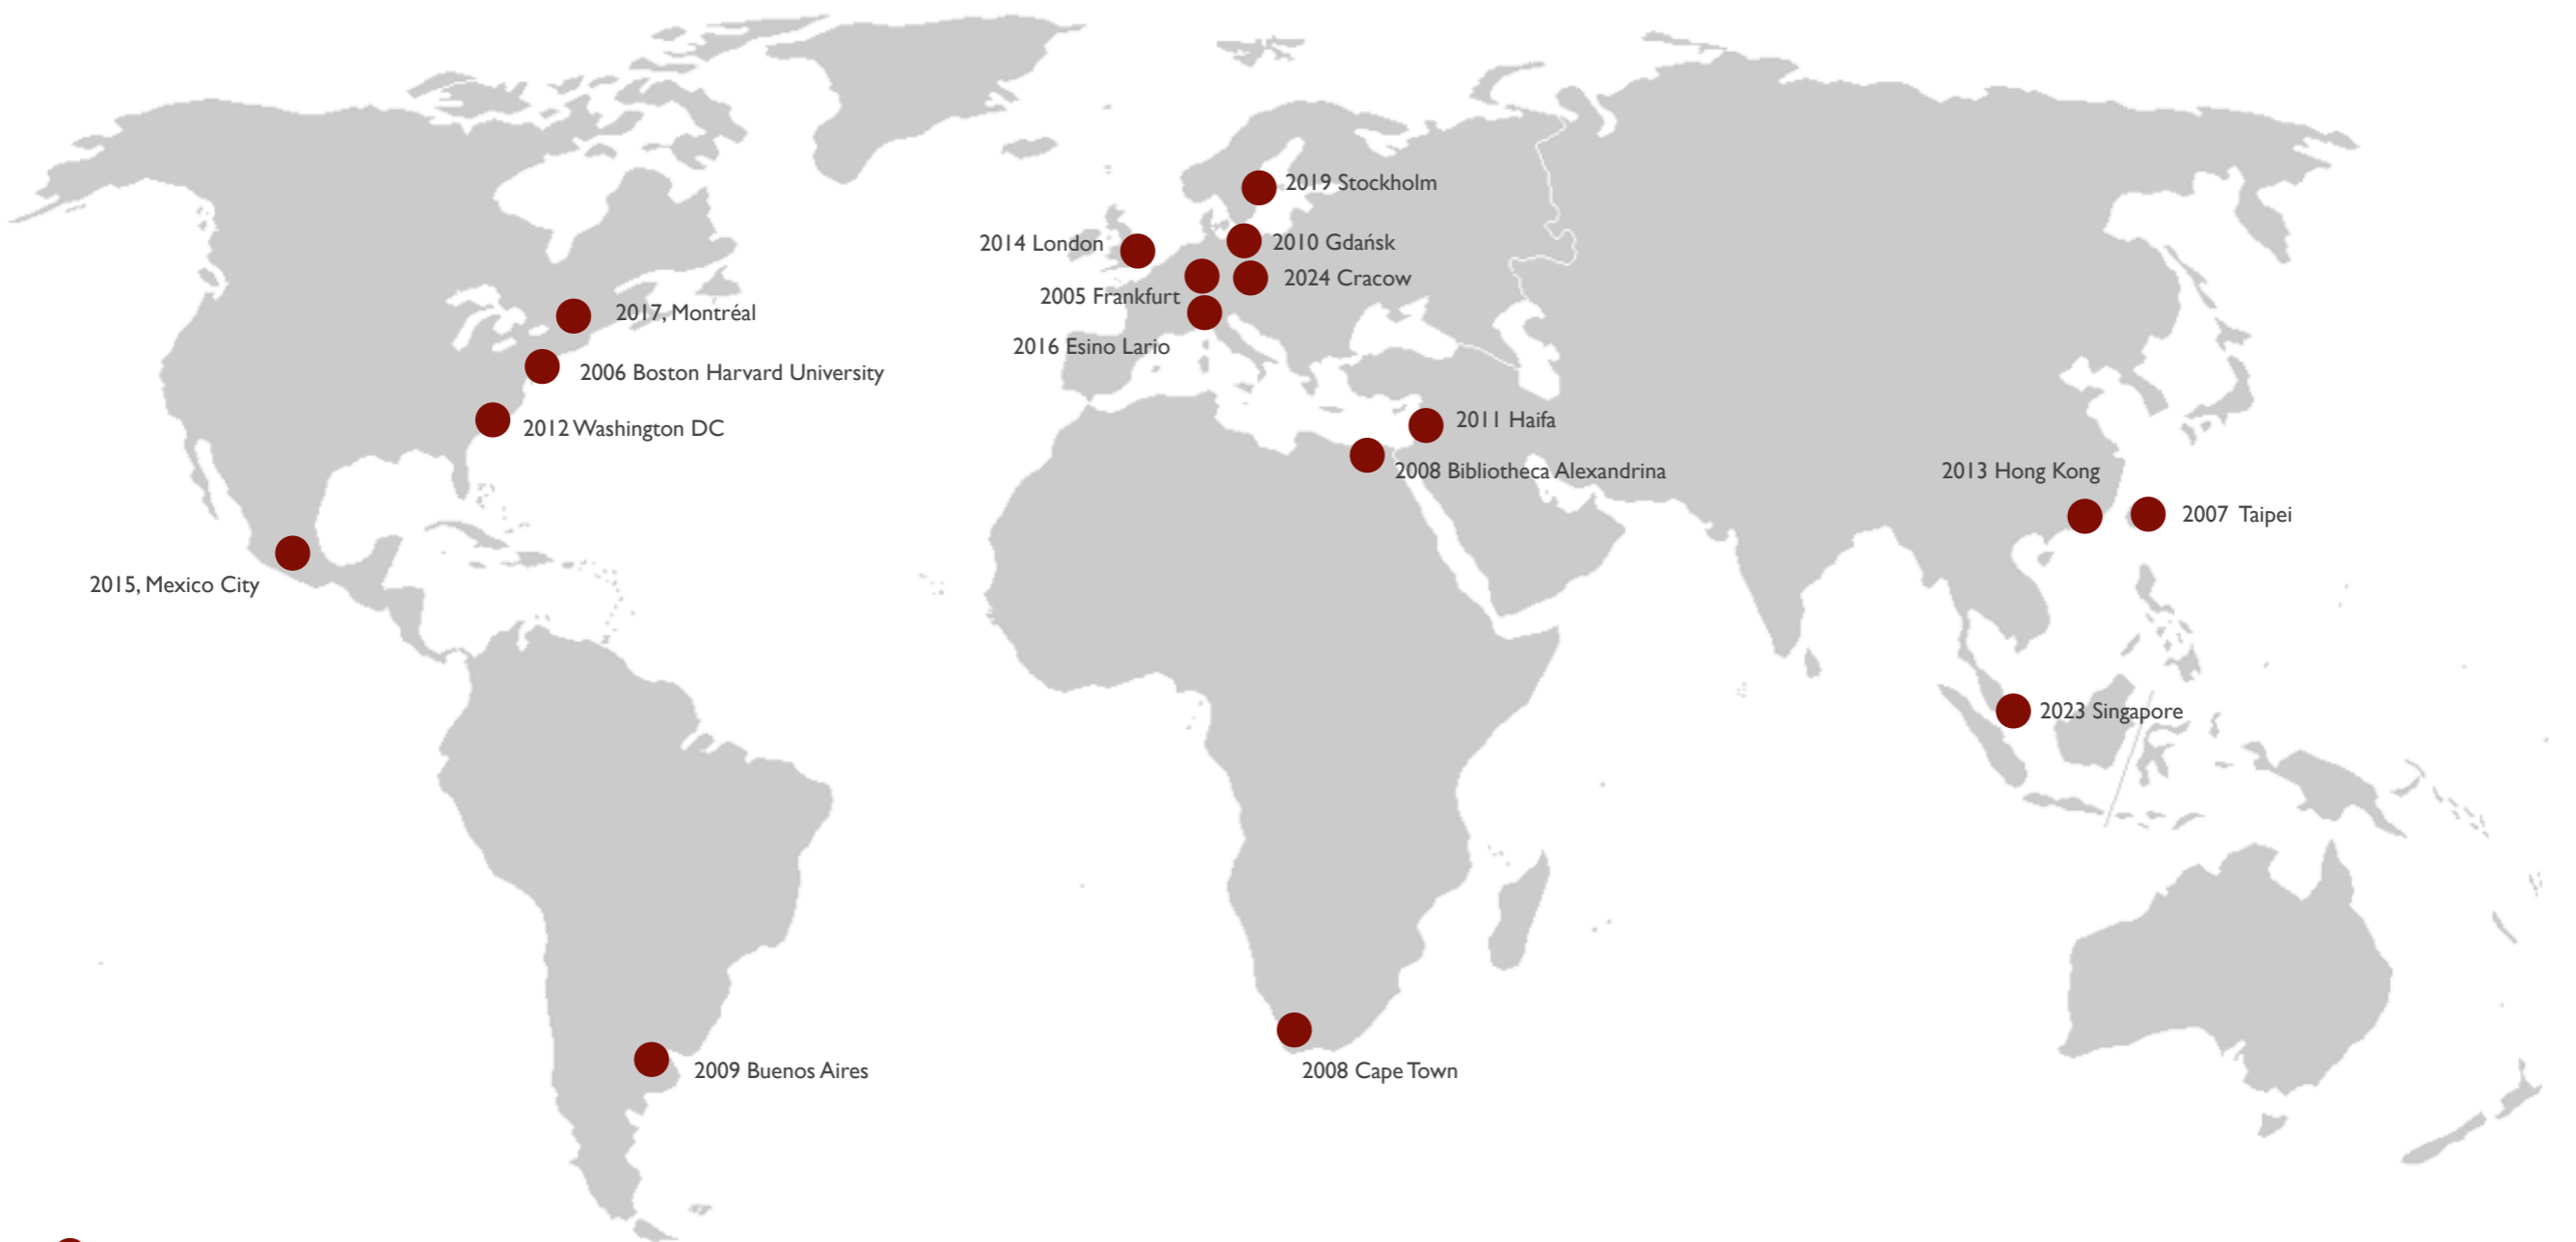 2019 Stockholm
2014 London
2010 Gdańsk
2024 Cracow
2005 Frankfurt
2017, Montréal
2016 Esino Lario
2006 Boston Harvard University
2012 Washington DC
2011 Haifa
2008 Bibliotheca Alexandrina
2013 Hong Kong
2007 Taipei
2015, Mexico City
2023 Singapore
2009 Buenos Aires
2008 Cape Town